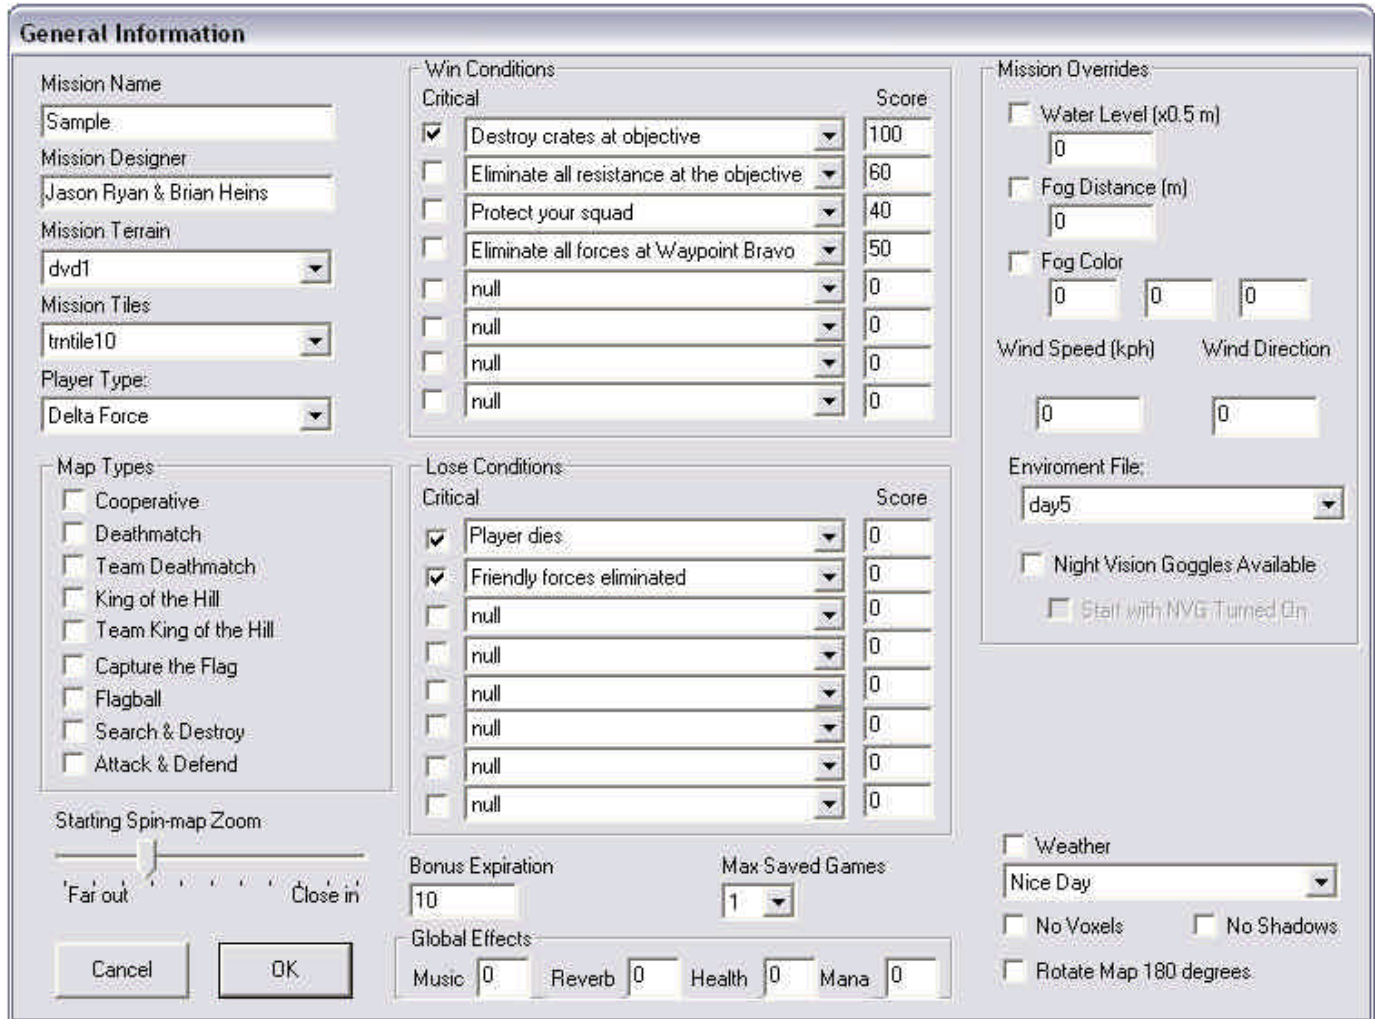 General Information
Mission Name
Sample
Mission Designer
Jason Ryan & Brian Heins
Mission Terrain
dvd1
Mission Tiles
trntile10
Player Type:
Delta Force
Map Types
Cooperative
Deathmatch
Team Deathmatch
King of the Hill
Team King of the Hill
Capture the Flag
Flagball
Search & Destroy
Attack & Defend
Starting Spin-map Zoom
Far out Close in
Cancel OK
Win Conditions
Critical Score
Destroy crates at objective 100
Eliminate all resistance at the objective 60
Protect your squad 40
Eliminate all forces at Waypoint Bravo 50
null 0
null 0
null 0
null 0
Lose Conditions
Critical Score
Player dies 0
Friendly forces eliminated 0
null 0
null 0
null 0
null 0
null 0
null 0
Bonus Expiration Max Saved Games
10 1
Global Effects
Music 0 Reverb 0 Health 0 Mana 0
Mission Overrides
Water Level (x0.5 m)
0
Fog Distance (m)
0
Fog Color
0 0 0
Wind Speed (kph) Wind Direction
0 0
Enviroment File:
day5
Night Vision Goggles Available
Start with NVG Turned On
Weather
Nice Day
No Voxels No Shadows
Rotate Map 180 degrees